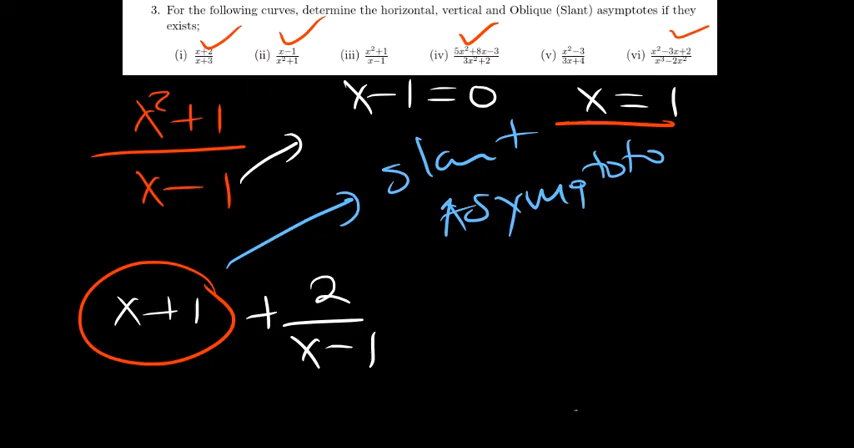 3. For the following curves, determine the horizontal, vertical and Oblique (Slant) asymptotes if they
exists;
(i) x+2/x+3 (ii) x−1/x²+1 (iii) x²+1/x−1 (iv) 5x²+8x−3/3x²+2 (v) x²−3/3x+4 (vi) x²−3x+2/x³−2x²
x²+1/x−1
x−1=0 x=1
slant
Asymptoto
x+1 + 2/x−1